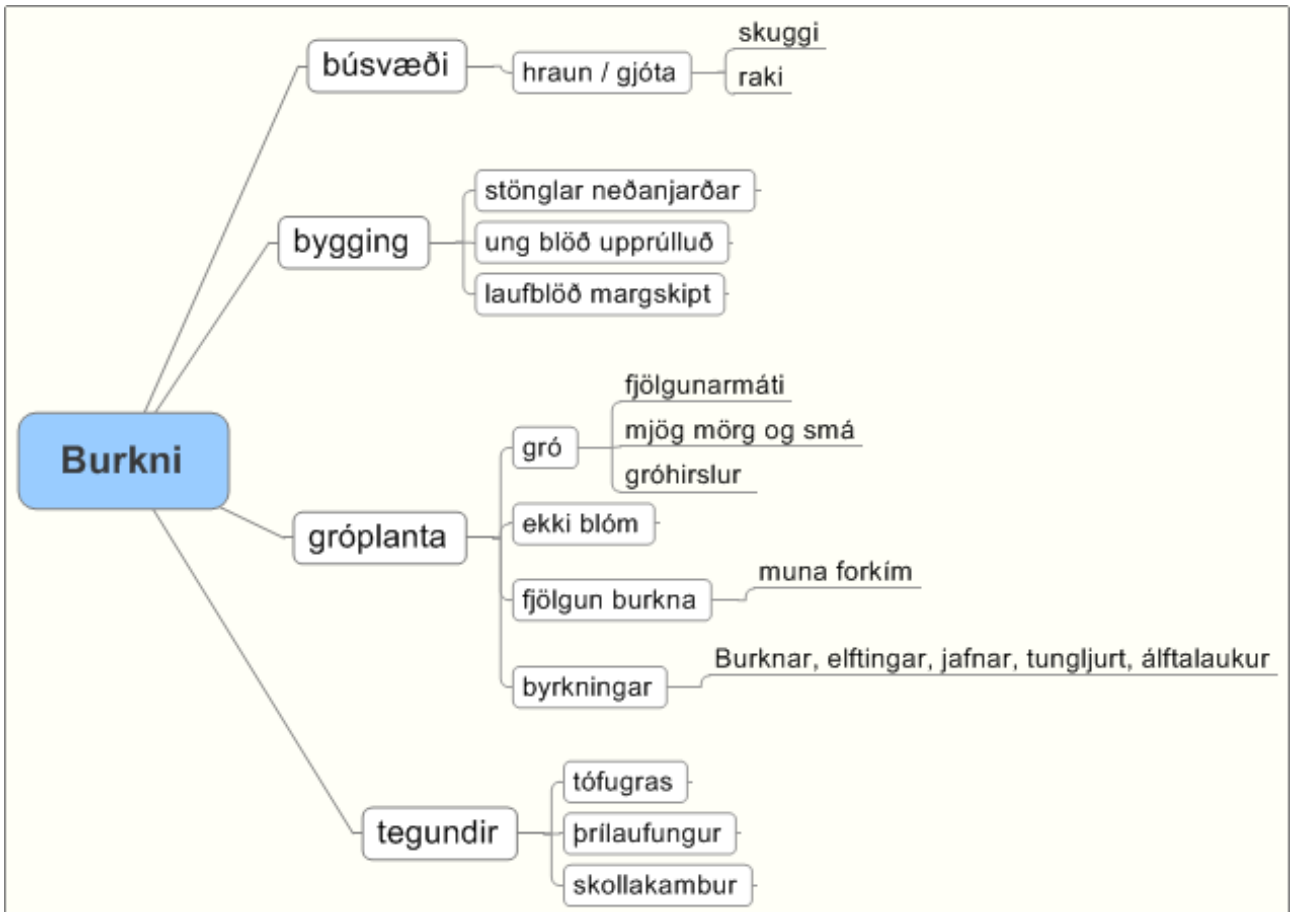 Burkni
búsvæði
hraun / gjóta
skuggi
raki
bygging
stönglar neðanjarðar
ung blöð upprúlluð
laufblöð margskipt
gróplanta
gró
fjölgunarmáti
mjög mörg og smá
gróhirslur
ekki blóm
fjölgun burkna
muna forkím
byrkningar
Burknar, elftingar, jafnar, tungljurt, álftalaukur
tegundir
tófugras
þrílaufungur
skollakambur